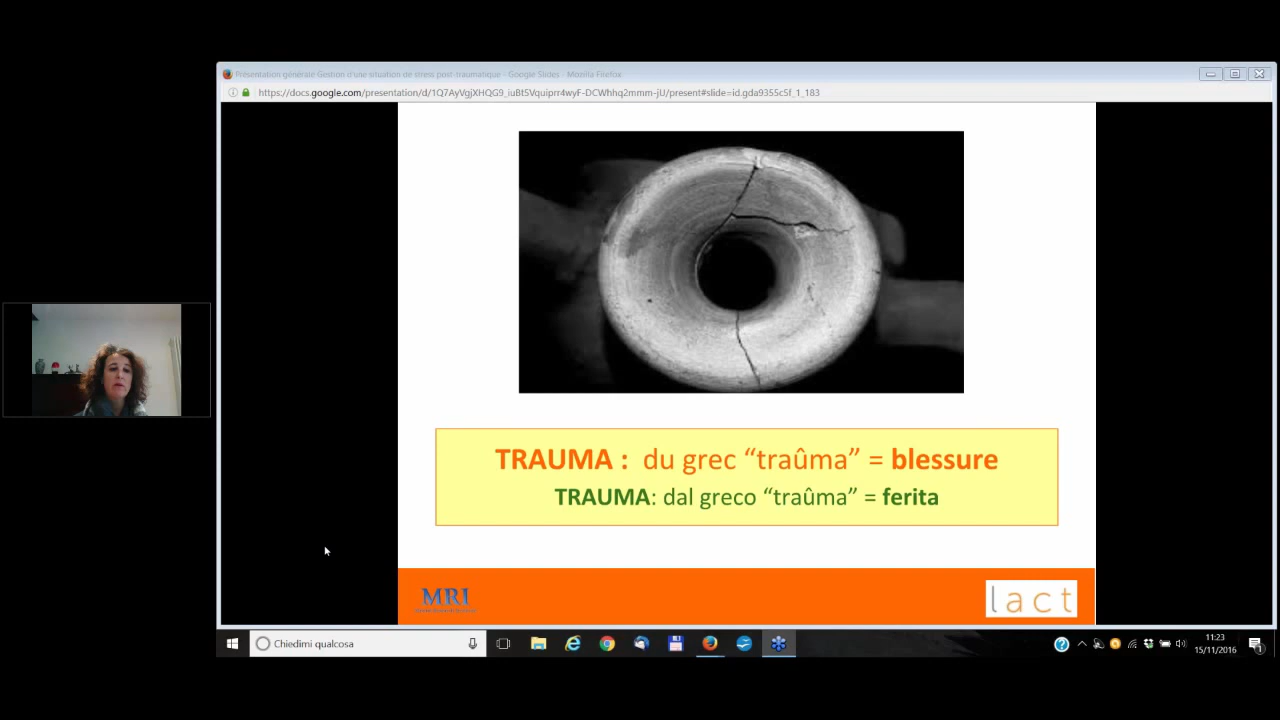 Présentation générale Gestion d'une situation de stress post-traumatique - Google Slides - Mozilla Firefox
https://docs.google.com/presentation/d/1Q7AyVgjXHQG9_iuBt5Vquiprr4wyF-DCWhhq2mmm-jU/present#slide=id.gda9355c5f_1_183
TRAUMA : du grec “traûma” = blessure
TRAUMA: dal greco “traûma” = ferita
MRI
lact
Chiedimi qualcosa
11:23
15/11/2016